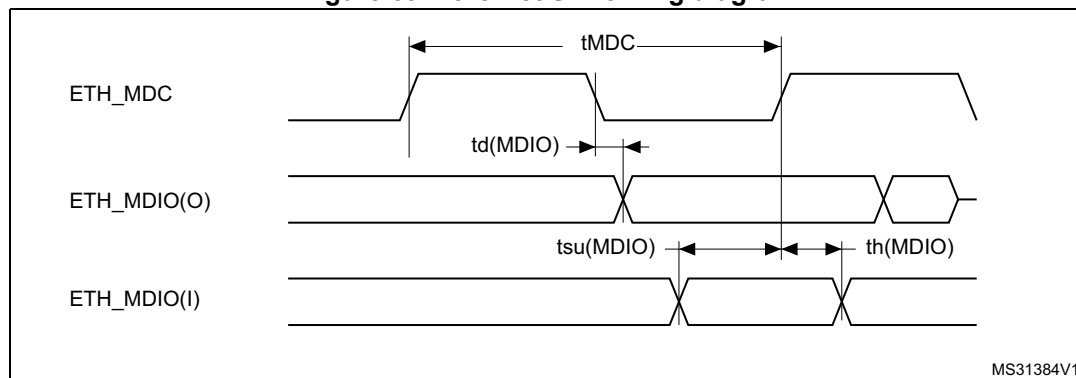 tMDC
ETH_MDC
td(MDIO)
ETH_MDIO(O)
tsu(MDIO)
th(MDIO)
ETH_MDIO(I)
MS31384V1